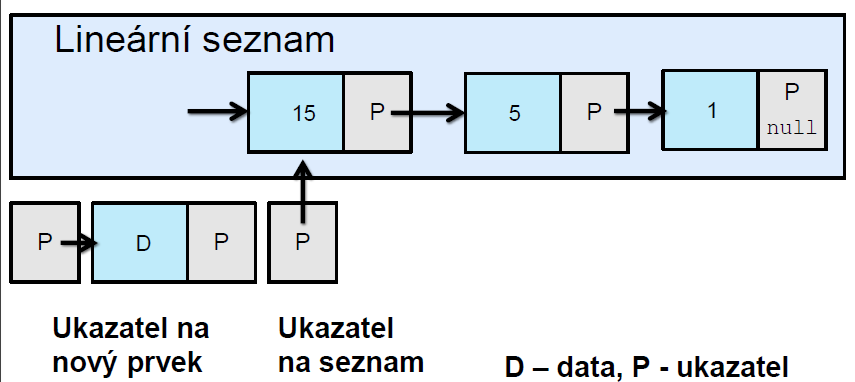 Lineární seznam
15 P 5 P 1 P
null
P D P P
Ukazatel na
nový prvek
Ukazatel
na seznam
D – data, P - ukazatel